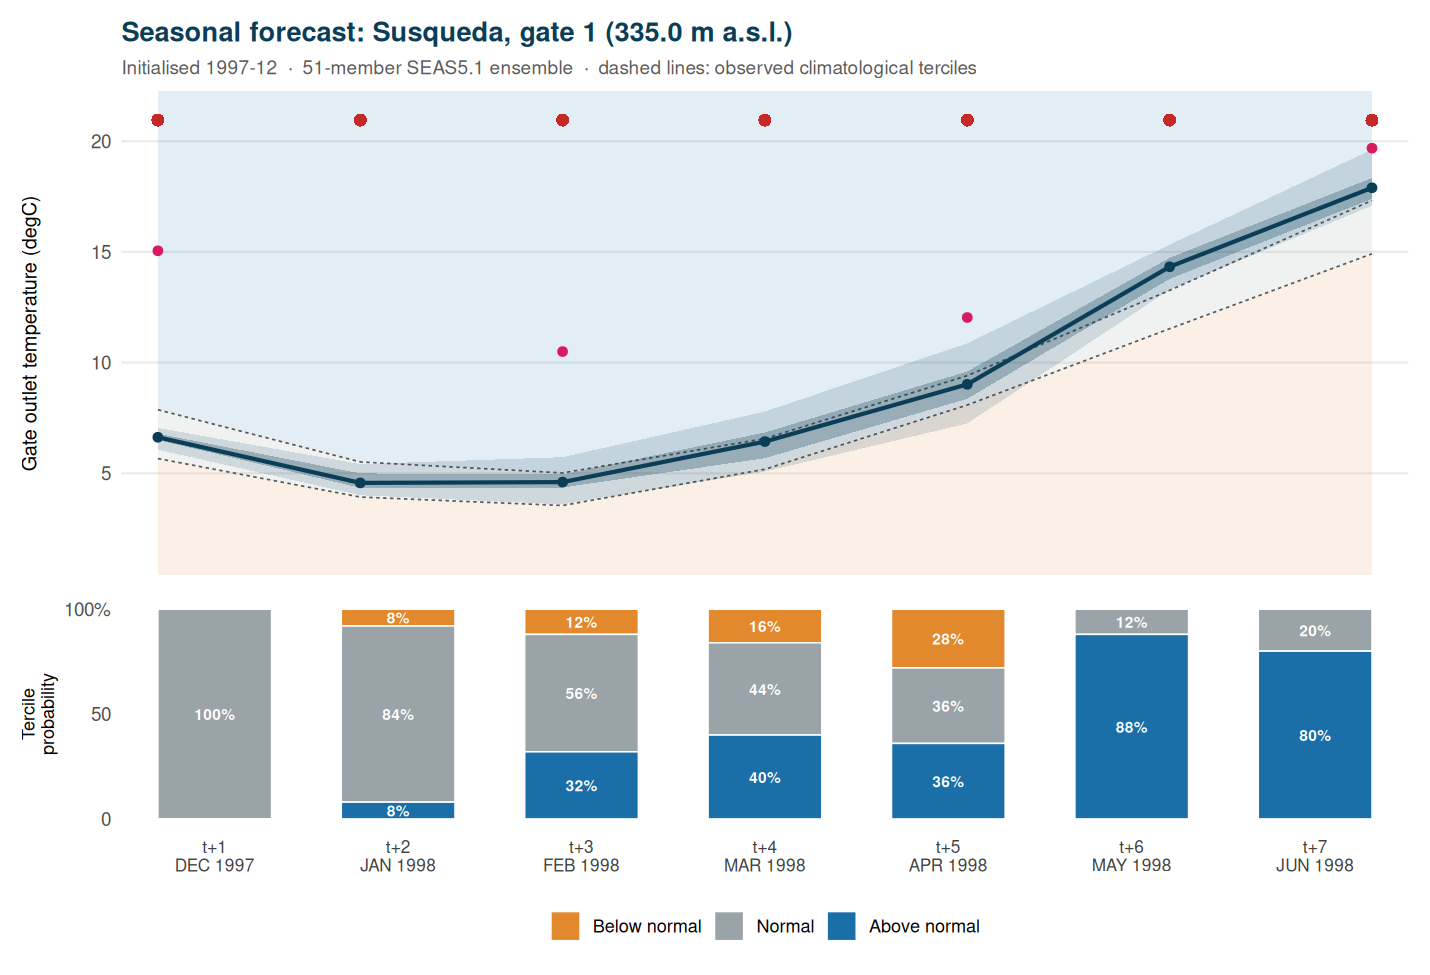 Seasonal forecast: Susqueda, gate 1 (335.0 m a.s.l.)
Initialised 1997-12 · 51-member SEAS5.1 ensemble · dashed lines: observed climatological terciles
Gate outlet temperature (degC)
20
15
10
5
Tercile
probability
100%
50
0
100%
8%
84%
8%
12%
56%
32%
16%
44%
40%
28%
36%
36%
12%
88%
20%
80%
t+1
DEC 1997
t+2
JAN 1998
t+3
FEB 1998
t+4
MAR 1998
t+5
APR 1998
t+6
MAY 1998
t+7
JUN 1998
Below normal
Normal
Above normal